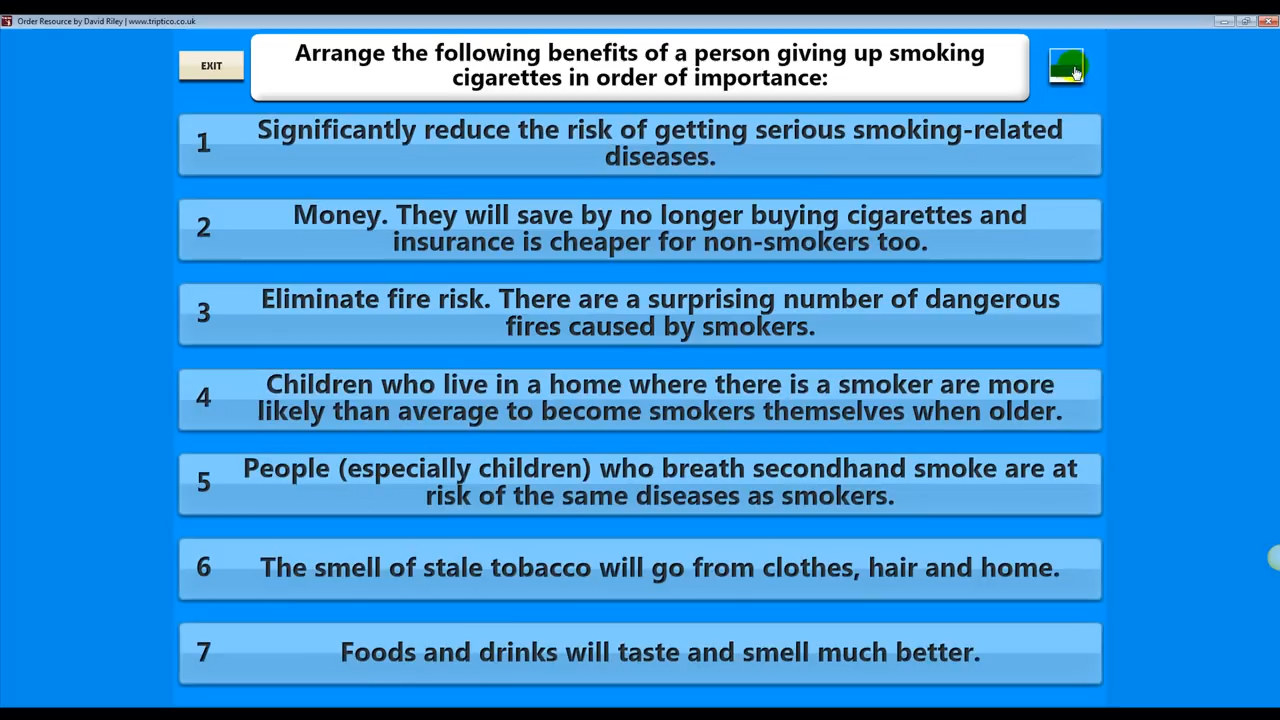 Order Resource by David Riley | www.triptico.co.uk
EXIT
Arrange the following benefits of a person giving up smoking
cigarettes in order of importance:
1
Significantly reduce the risk of getting serious smoking-related
diseases.
2
Money. They will save by no longer buying cigarettes and
insurance is cheaper for non-smokers too.
3
Eliminate fire risk. There are a surprising number of dangerous
fires caused by smokers.
4
Children who live in a home where there is a smoker are more
likely than average to become smokers themselves when older.
5
People (especially children) who breath secondhand smoke are at
risk of the same diseases as smokers.
6
The smell of stale tobacco will go from clothes, hair and home.
7
Foods and drinks will taste and smell much better.